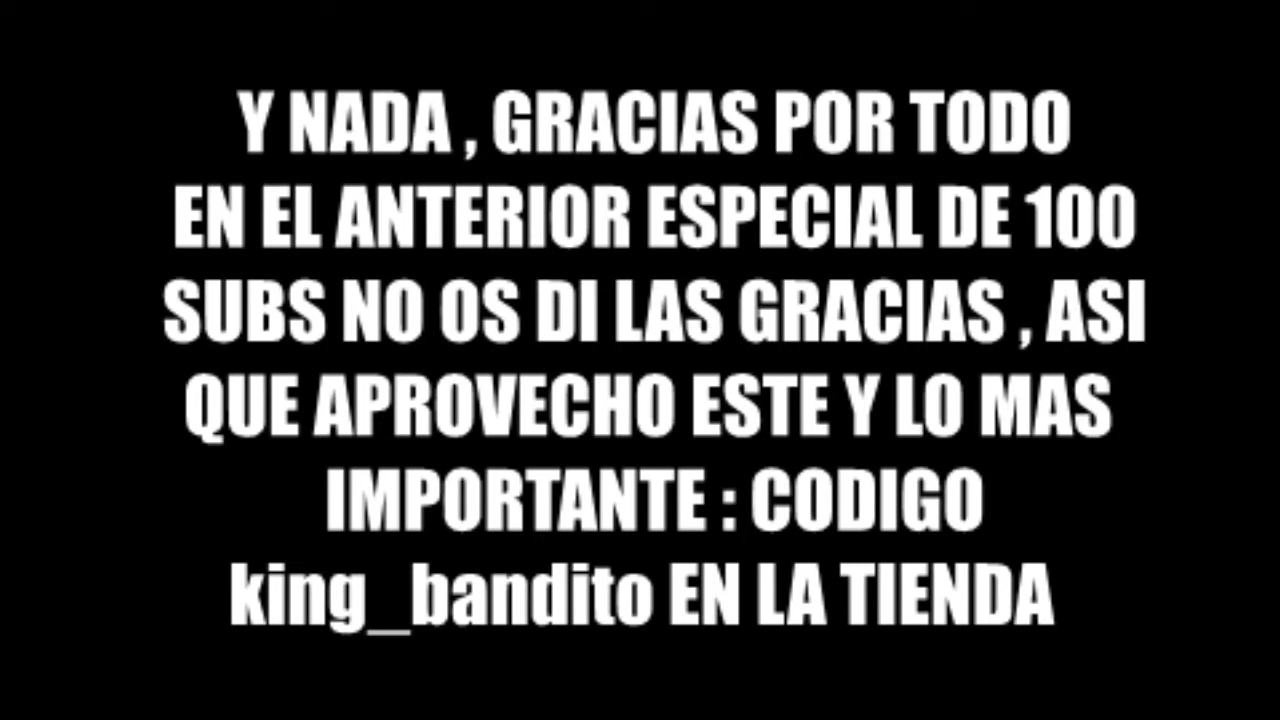 Y NADA , GRACIAS POR TODO
EN EL ANTERIOR ESPECIAL DE 100
SUBS NO OS DI LAS GRACIAS , ASI
QUE APROVECHO ESTE Y LO MAS
IMPORTANTE : CODIGO
king_bandito EN LA TIENDA